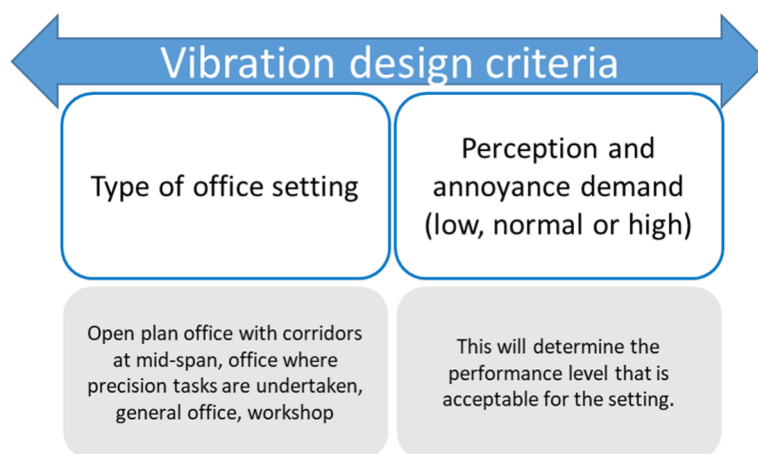 Vibration design criteria
Type of office setting
Perception and
annoyance demand
(low, normal or high)
Open plan office with corridors
at mid-span, office where
precision tasks are undertaken,
general office, workshop
This will determine the
performance level that is
acceptable for the setting.